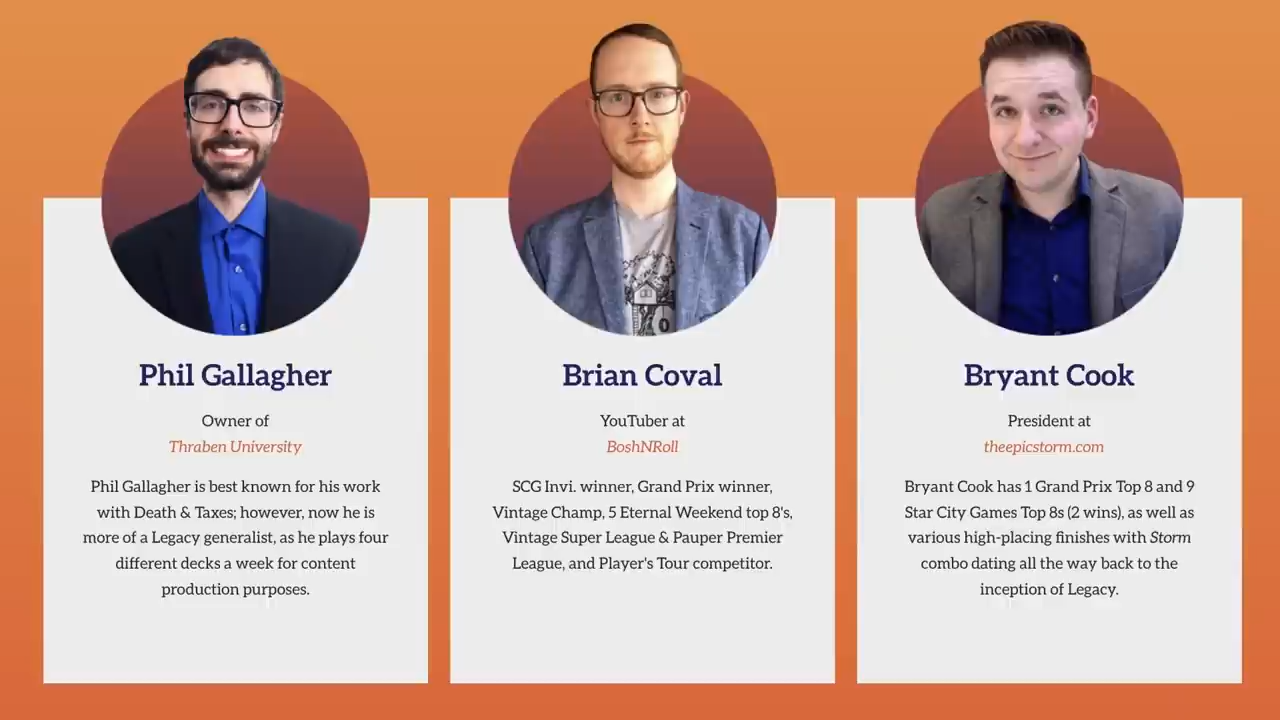 Phil Gallagher
Owner of
Thraben University
Phil Gallagher is best known for his work
with Death & Taxes; however, now he is
more of a Legacy generalist, as he plays four
different decks a week for content
production purposes.
Brian Coval
YouTuber at
BoshNRoll
SCG Invi. winner, Grand Prix winner,
Vintage Champ, 5 Eternal Weekend top 8's,
Vintage Super League & Pauper Premier
League, and Player's Tour competitor.
Bryant Cook
President at
theepicstorm.com
Bryant Cook has 1 Grand Prix Top 8 and 9
Star City Games Top 8s (2 wins), as well as
various high-placing finishes with Storm
combo dating all the way back to the
inception of Legacy.